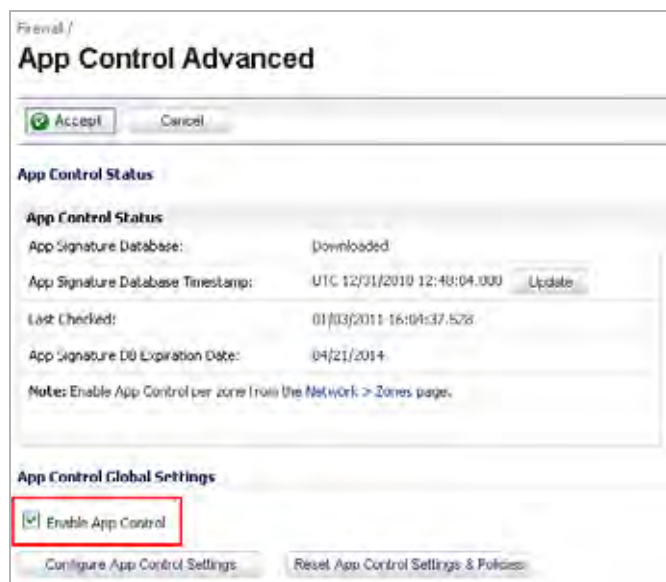 Firewall /
App Control Advanced
Accept Cancel
App Control Status
App Control Status
App Signature Database: Downloaded
App Signature Database Timestamp: UTC 12/31/2010 12:48:04.000 Update
Last Checked: 01/03/2011 16:04:37.528
App Signature DB Expiration Date: 04/21/2014
Note: Enable App Control per zone from the Network > Zones page.
App Control Global Settings
Enable App Control
Configure App Control Settings Reset App Control Settings & Policies